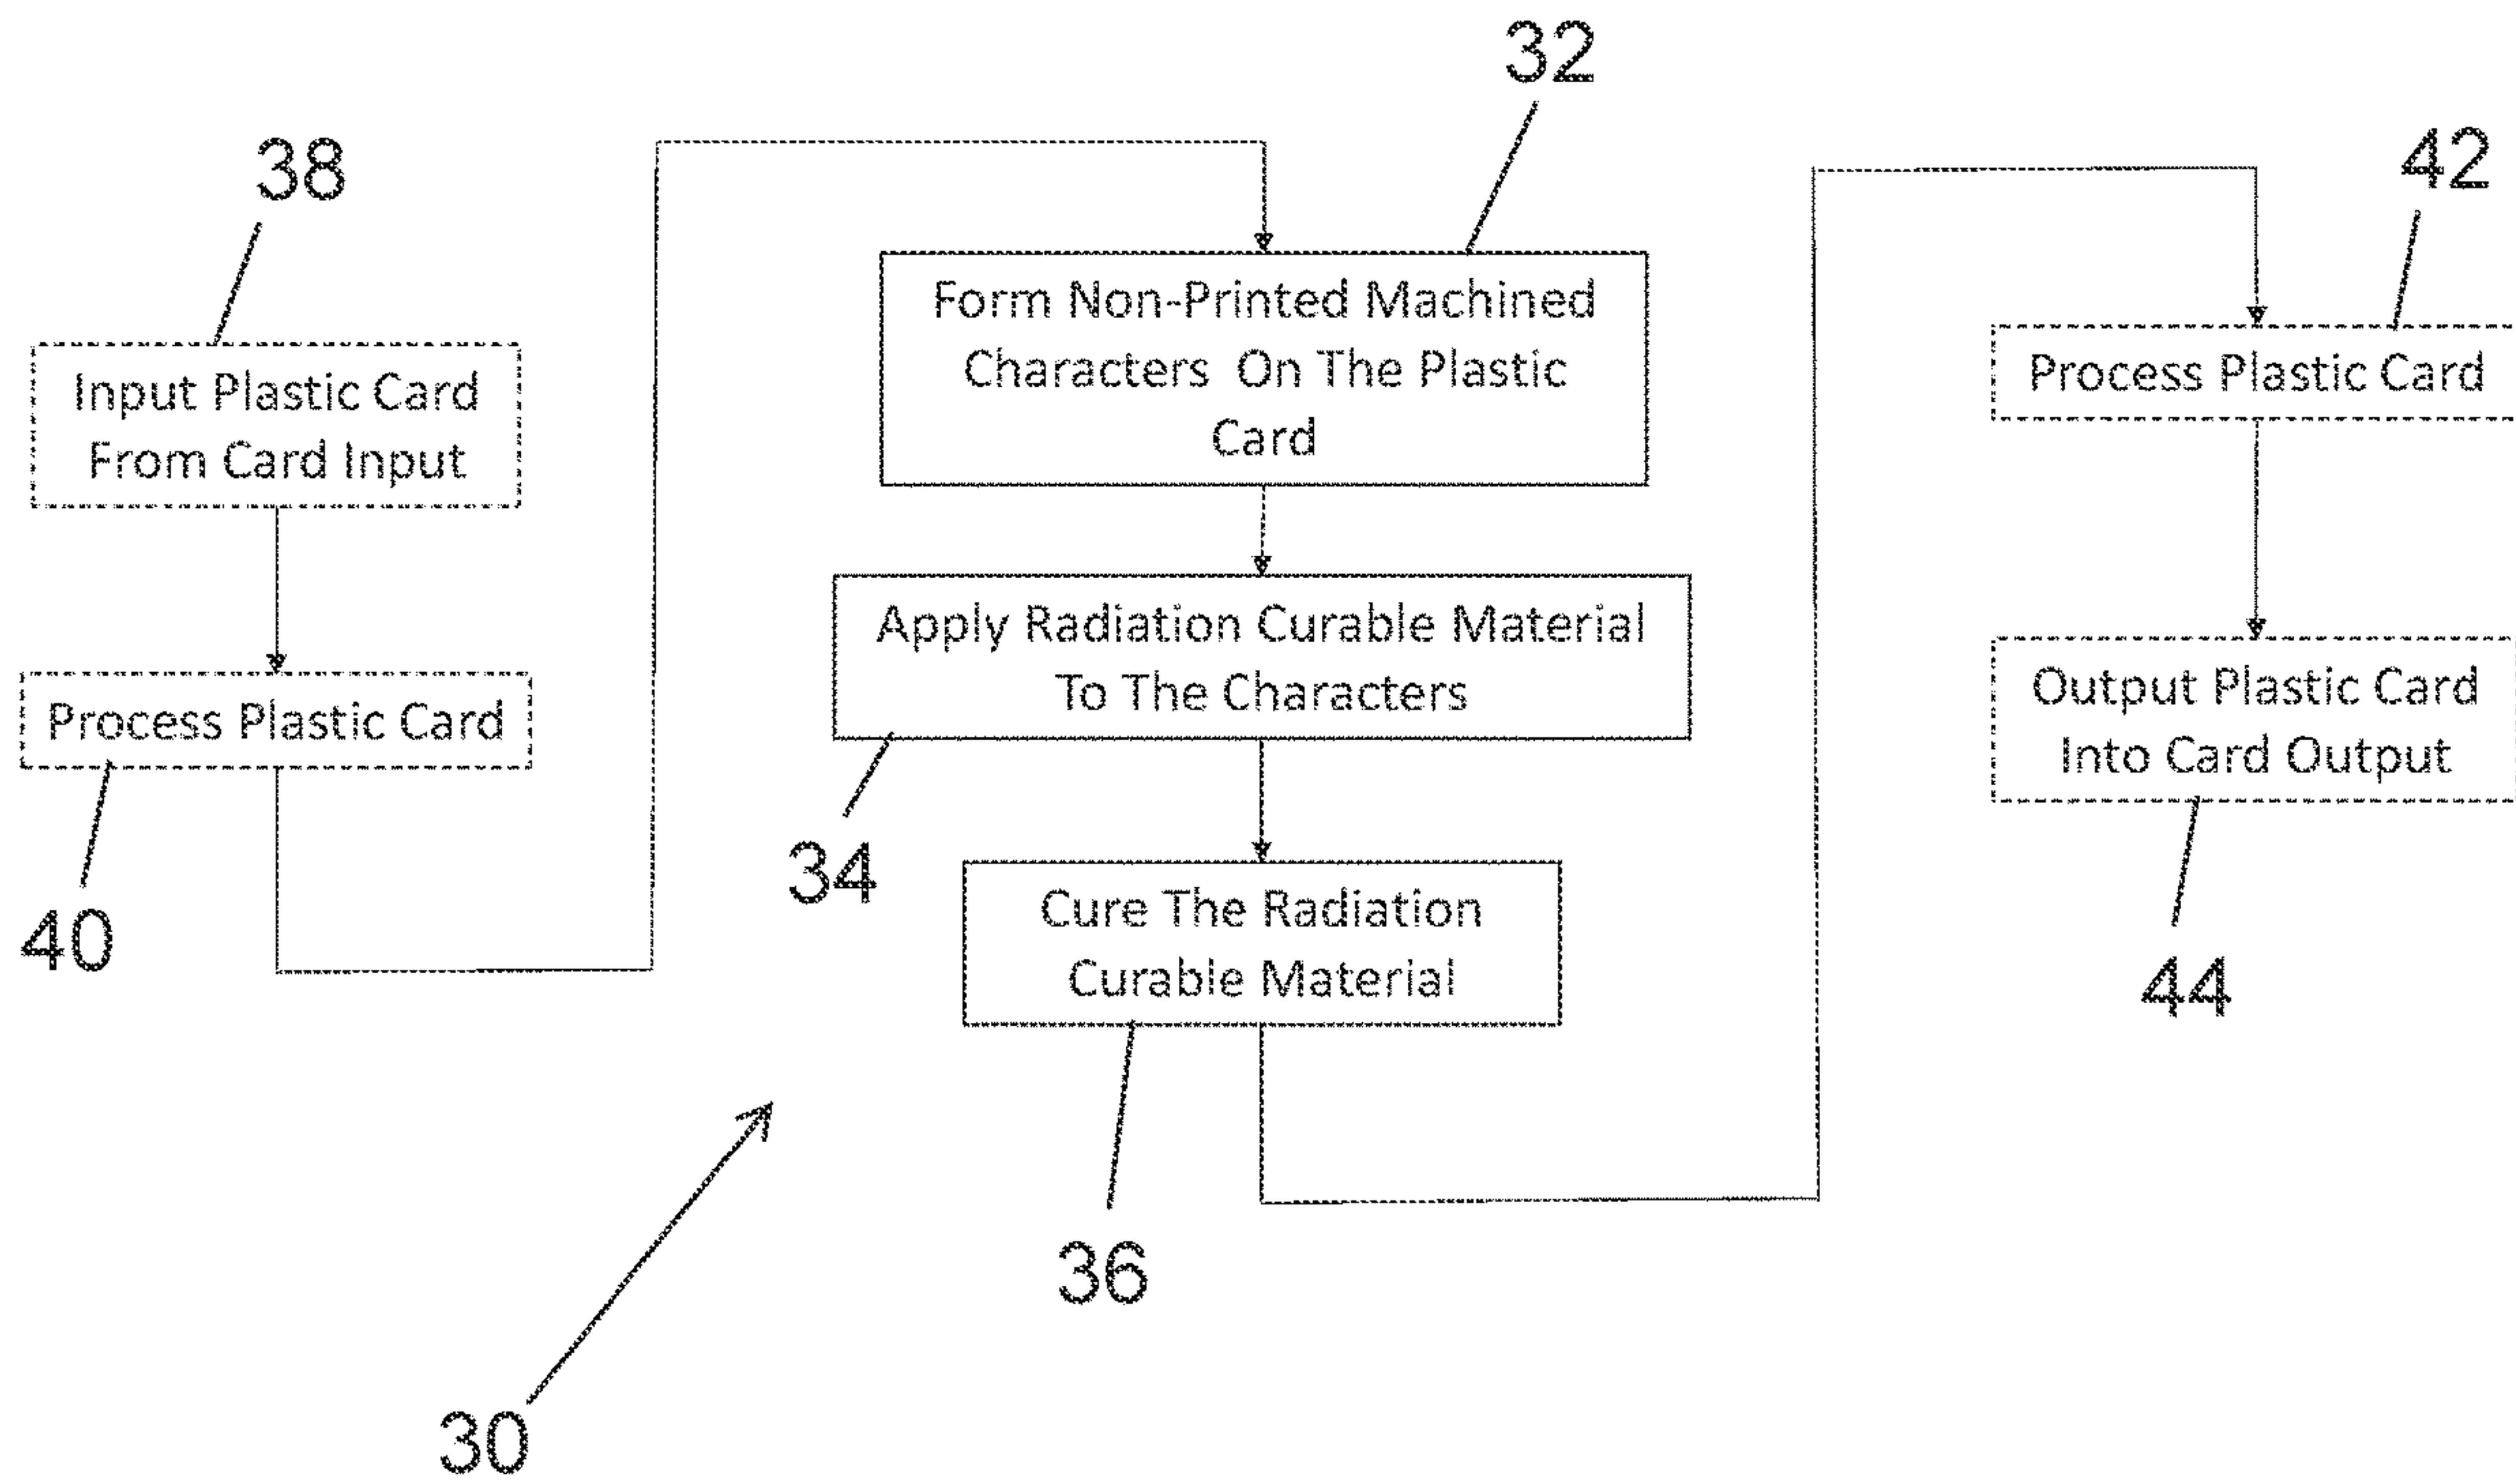 38
Input Plastic Card
From Card Input
Process Plastic Card
40
32
Form Non-Printed Machined
Characters On The Plastic
Card
Apply Radiation Curable Material
To The Characters
34
Cure The Radiation
Curable Material
36
42
Process Plastic Card
Output Plastic Card
Into Card Output
44
30